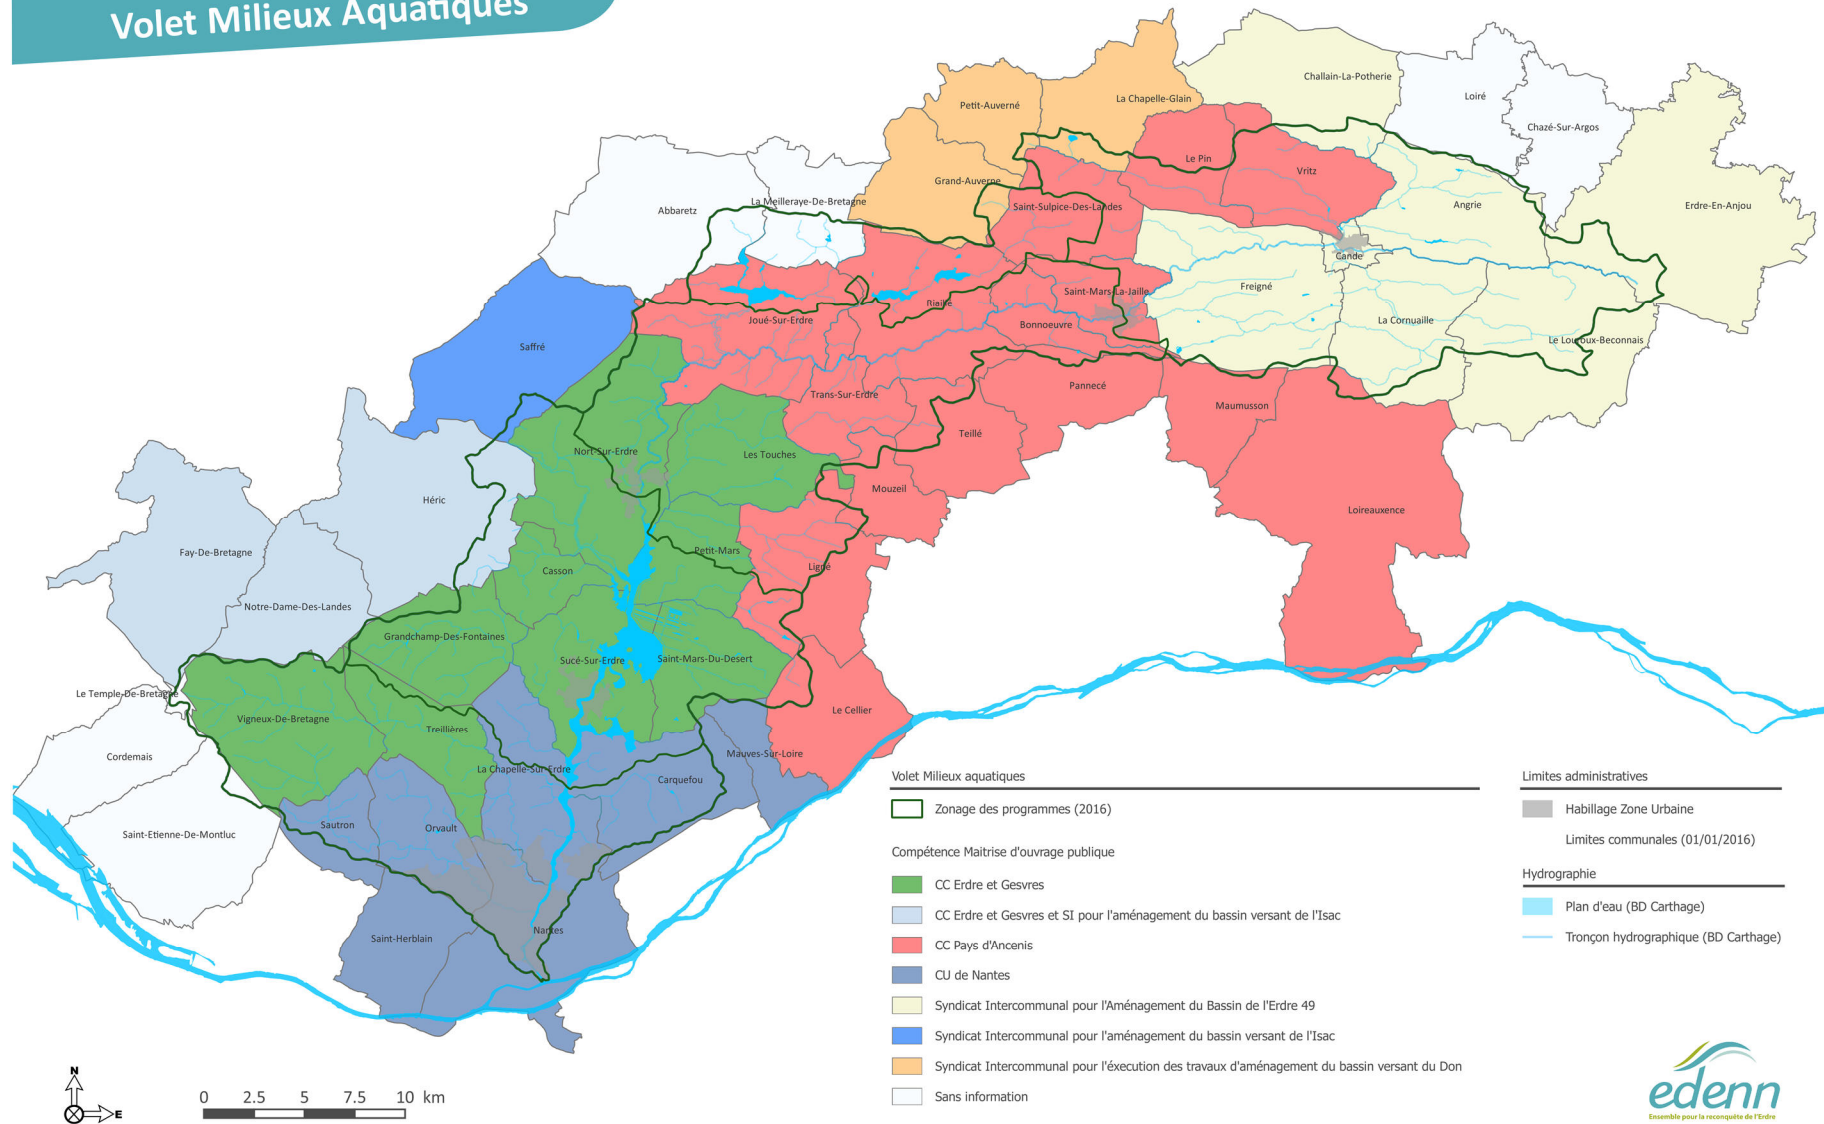 Volet Milieux Aquatiques
Challain-La-Potherie
Loiré
La Chapelle-Glain
Petit-Auverné
Chazé-Sur-Argos
Le Pin
Vritz
Grand-Auverne
La Meilleraye-De-Bretagne
Abbaretz
Saint-Sulpice-Des-Landes
Angrie
Erdre-En-Anjou
Cande
Freigné
Saint-Mars-La-Jaille
Riaillé
Joué-Sur-Erdre
Bonnoeuvre
La Cornuaille
Le Louroux-Beconnais
Saffré
Pannecé
Trans-Sur-Erdre
Maumusson
Teillé
Nort-Sur-Erdre
Les Touches
Mouzeil
Héric
Loireauxence
Fay-De-Bretagne
Petit-Mars
Ligné
Casson
Notre-Dame-Des-Landes
Grandchamp-Des-Fontaines
Sucé-Sur-Erdre
Saint-Mars-Du-Desert
Le Temple-De-Bretagne
Vigneux-De-Bretagne
Le Cellier
Treillières
Cordemais
Mauves-Sur-Loire
La Chapelle-Sur-Erdre
Carquefou
Saint-Etienne-De-Montluc
Sautron
Orvault
Saint-Herblain
Nantes
Volet Milieux aquatiques
Zonage des programmes (2016)
Compétence Maitrise d'ouvrage publique
CC Erdre et Gesvres
CC Erdre et Gesvres et SI pour l'aménagement du bassin versant de l'Isac
CC Pays d'Ancenis
CU de Nantes
Syndicat Intercommunal pour l'Aménagement du Bassin de l'Erdre 49
Syndicat Intercommunal pour l'aménagement du bassin versant de l'Isac
Syndicat Intercommunal pour l'éxecution des travaux d'aménagement du bassin versant du Don
Sans information
Limites administratives
Habillage Zone Urbaine
Limites communales (01/01/2016)
Hydrographie
Plan d'eau (BD Carthage)
Tronçon hydrographique (BD Carthage)
N
E
0 2.5 5 7.5 10 km
edenn
Ensemble pour la reconquête de l'Erdre